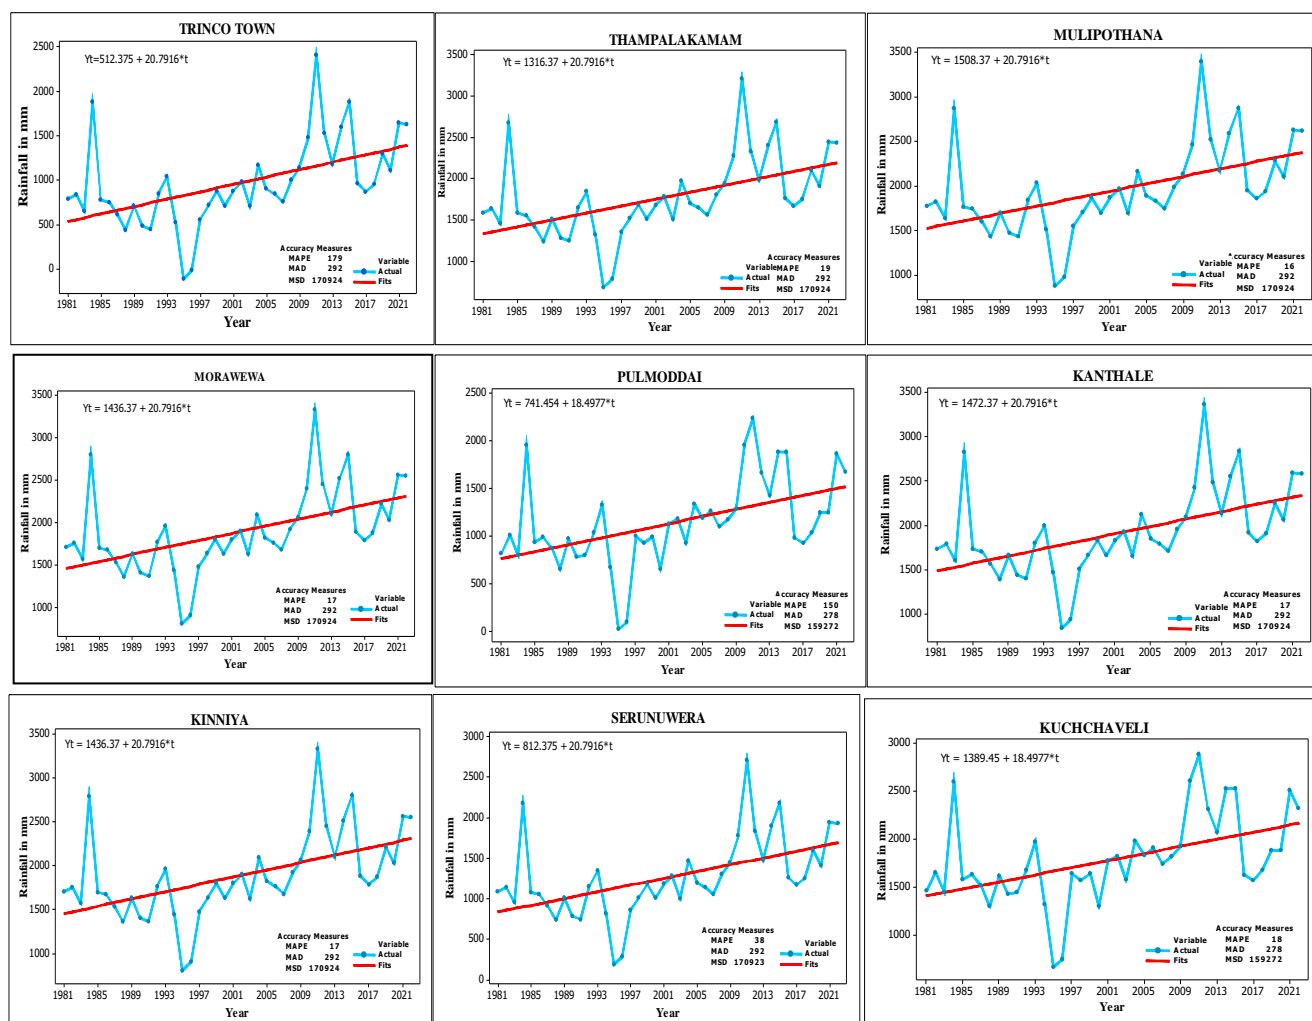 TRINCO TOWN
Yt=512.375 + 20.7916*t
Rainfall in mm
2500
2000
1500
1000
500
0
Accuracy Measures
MAPE 179
MAD 292
MSD 170924
Variable
Actual
Fits
1981 1985 1989 1993 1997 2001 2005 2009 2013 2017 2021
Year
THAMPALAKAMAM
Yt = 1316.37 + 20.7916*t
Rainfall in mm
3500
3000
2500
2000
1500
1000
Accuracy Measures
MAPE 19
MAD 292
MSD 170924
Variable
Actual
Fits
1981 1985 1989 1993 1997 2001 2005 2009 2013 2017 2021
Year
MULIPOTHANA
Yt = 1508.37 + 20.7916*t
Rainfall in mm
3500
3000
2500
2000
1500
1000
Accuracy Measures
MAPE 16
MAD 292
MSD 170924
Variable
Actual
Fits
1981 1985 1989 1993 1997 2001 2005 2009 2013 2017 2021
Year
MORAWEWA
Yt = 1436.37 + 20.7916*t
Rainfall in mm
3500
3000
2500
2000
1500
1000
Accuracy Measures
MAPE 17
MAD 292
MSD 170924
Variable
Actual
Fits
1981 1985 1989 1993 1997 2001 2005 2009 2013 2017 2021
Year
PULMODDAI
Yt = 741.454 + 18.4977*t
Rainfall in mm
2500
2000
1500
1000
500
0
Accuracy Measures
MAPE 150
MAD 278
MSD 159272
Variable
Actual
Fits
1981 1985 1989 1993 1997 2001 2005 2009 2013 2017 2021
Year
KANTHALE
Yt = 1472.37 + 20.7916*t
Rainfall in mm
3500
3000
2500
2000
1500
1000
Accuracy Measures
MAPE 17
MAD 292
MSD 170924
Variable
Actual
Fits
1981 1985 1989 1993 1997 2001 2005 2009 2013 2017 2021
Year
KINNIYA
Yt = 1436.37 + 20.7916*t
Rainfall in mm
3500
3000
2500
2000
1500
1000
Accuracy Measures
MAPE 17
MAD 292
MSD 170924
Variable
Actual
Fits
1981 1985 1989 1993 1997 2001 2005 2009 2013 2017 2021
Year
SERUNUWERA
Yt = 812.375 + 20.7916*t
Rainfall in mm
3000
2500
2000
1500
1000
500
0
Accuracy Measures
MAPE 38
MAD 292
MSD 170923
Variable
Actual
Fits
1981 1985 1989 1993 1997 2001 2005 2009 2013 2017 2021
Year
KUCHCHAVELI
Yt = 1389.45 + 18.4977*t
Rainfall in mm
3000
2500
2000
1500
1000
Accuracy Measures
MAPE 18
MAD 278
MSD 159272
Variable
Actual
Fits
1981 1985 1989 1993 1997 2001 2005 2009 2013 2017 2021
Year